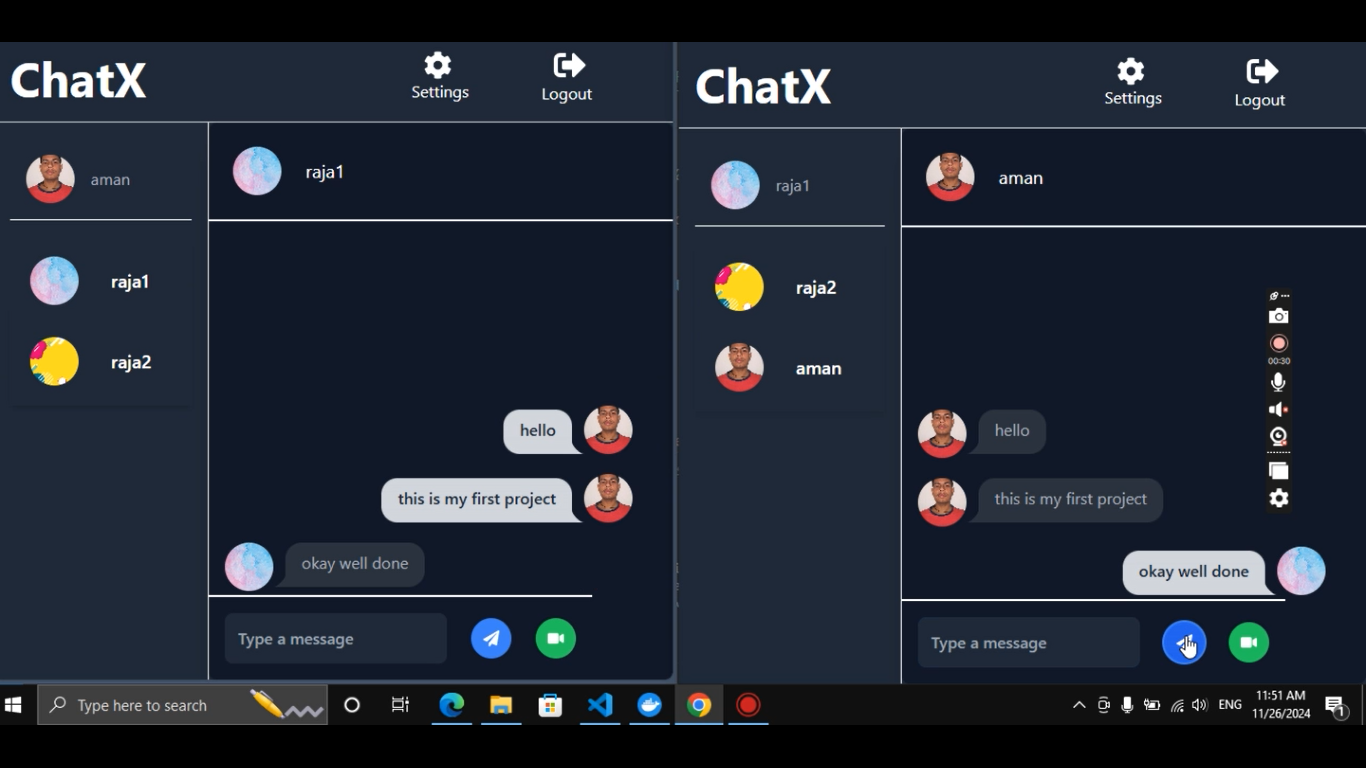 ChatX
Settings
Logout
aman
raja1
raja1
raja2
hello
this is my first project
okay well done
Type a message
ChatX
Settings
Logout
raja1
aman
raja2
aman
hello
this is my first project
okay well done
Type a message
00:30
Type here to search
ENG
11:51 AM
11/26/2024
1